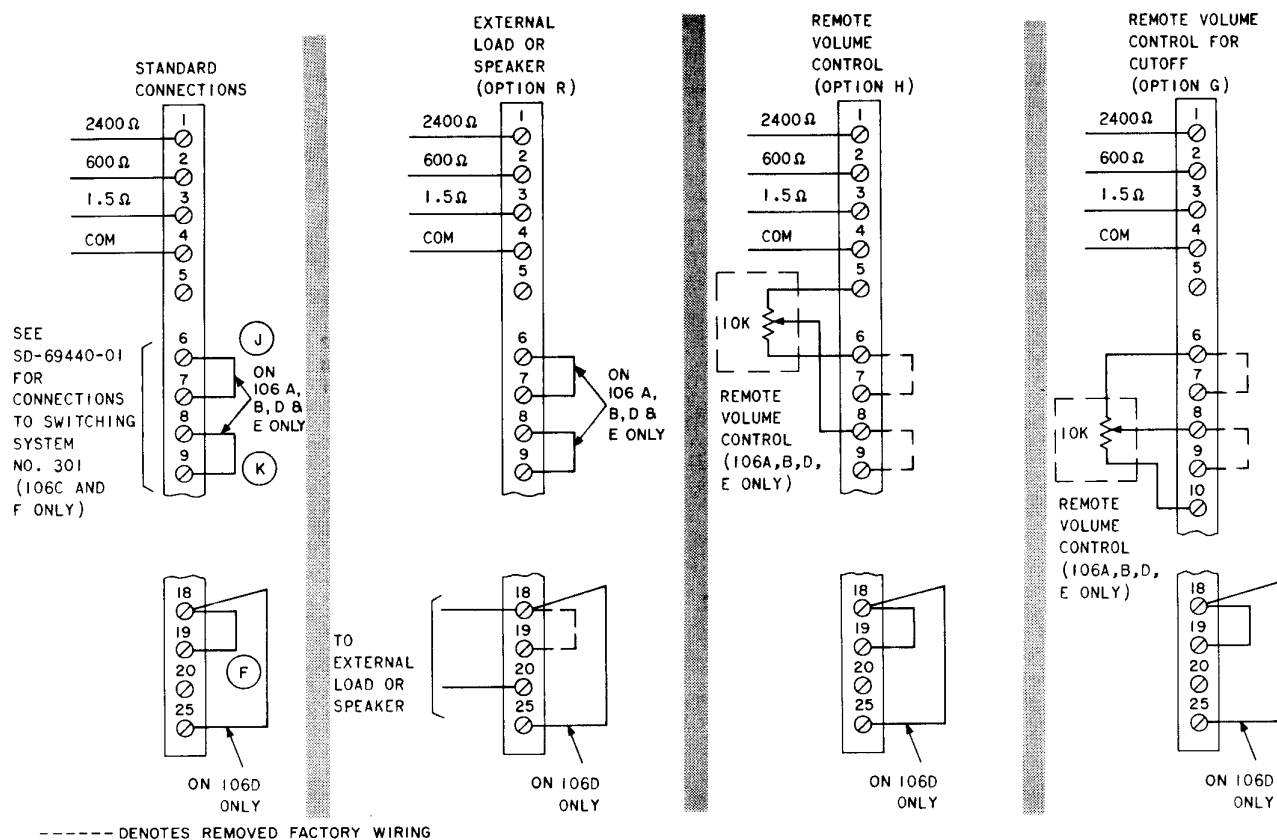 STANDARD
CONNECTIONS
2400Ω
600Ω
1.5Ω
COM
1
2
3
4
5
6
7
8
9
J
ON
106 A,
B, D &
E ONLY
K
SEE
SD-69440-01
FOR
CONNECTIONS
TO SWITCHING
SYSTEM
NO. 301
(106C AND
F ONLY)
18
19
20
25
F
ON 106D
ONLY
EXTERNAL
LOAD OR
SPEAKER
(OPTION R)
2400Ω
600Ω
1.5Ω
COM
1
2
3
4
5
6
7
8
9
ON
106 A,
B, D &
E ONLY
TO
EXTERNAL
LOAD OR
SPEAKER
18
19
20
25
ON 106D
ONLY
REMOTE
VOLUME
CONTROL
(OPTION H)
2400Ω
600Ω
1.5Ω
COM
1
2
3
4
5
10K
6
7
8
9
REMOTE
VOLUME
CONTROL
(106A,B,D,
E ONLY)
18
19
20
25
ON 106D
ONLY
REMOTE VOLUME
CONTROL FOR
CUTOFF
(OPTION G)
2400Ω
600Ω
1.5Ω
COM
1
2
3
4
5
6
7
8
9
10
10K
REMOTE
VOLUME
CONTROL
(106A,B,D,
E ONLY)
18
19
20
25
ON 106D
ONLY
------ DENOTES REMOVED FACTORY WIRING